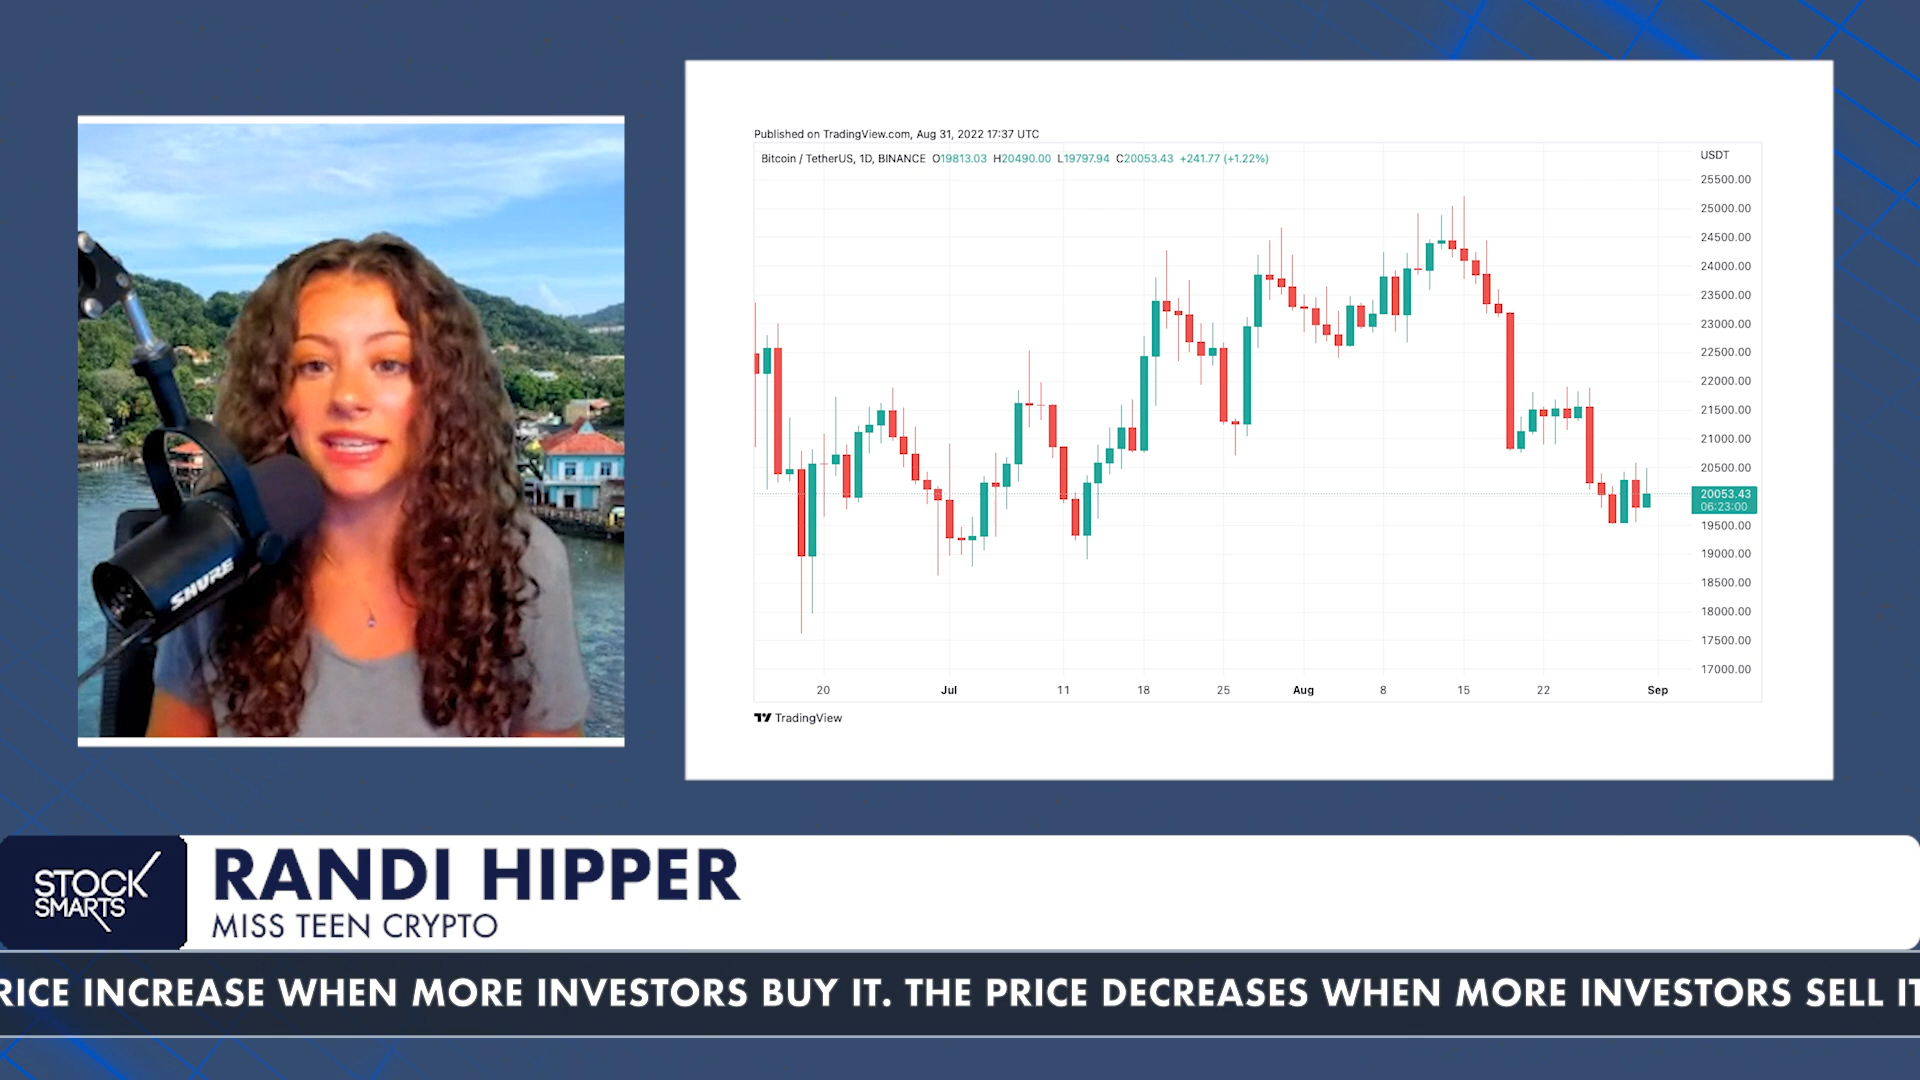 Published on TradingView.com, Aug 31, 2022 17:37 UTC
Bitcoin / TetherUS, 1D, BINANCE O19813.03 H20490.00 L19797.94 C20053.43 +241.77 (+1.22%)
USDT
25500.00
25000.00
24500.00
24000.00
23500.00
23000.00
22500.00
22000.00
21500.00
21000.00
20500.00
20053.43
06:23:00
19500.00
19000.00
18500.00
18000.00
17500.00
17000.00
20 Jul 11 18 25 Aug 8 15 22 Sep
TradingView
SHURE
STOCK
SMARTS
RANDI HIPPER
MISS TEEN CRYPTO
RICE INCREASE WHEN MORE INVESTORS BUY IT. THE PRICE DECREASES WHEN MORE INVESTORS SELL IT